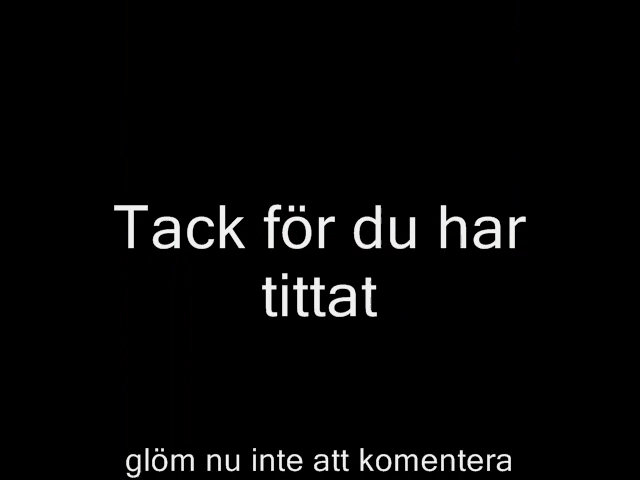 Tack för du har
tittat
glöm nu inte att komentera